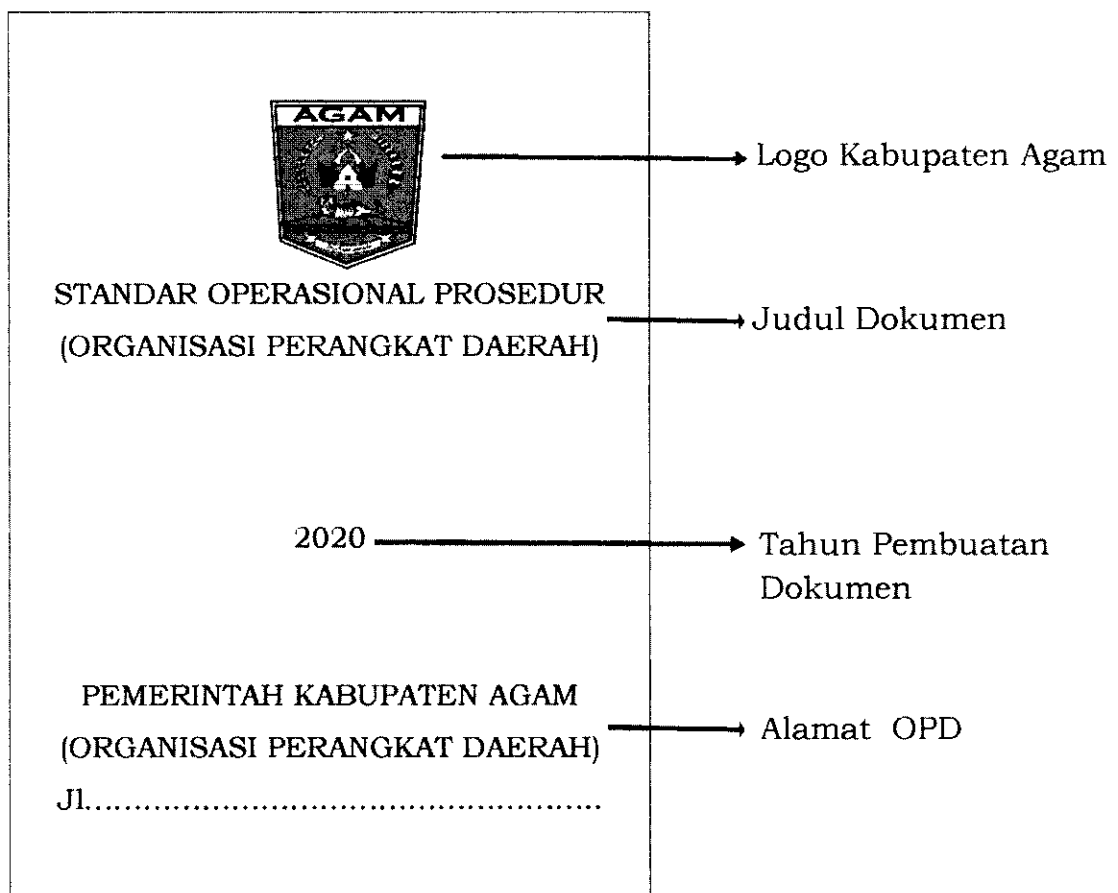 AGAM
Logo Kabupaten Agam
STANDAR OPERASIONAL PROSEDUR
(ORGANISASI PERANGKAT DAERAH)
Judul Dokumen
2020
Tahun Pembuatan
Dokumen
PEMERINTAH KABUPATEN AGAM
(ORGANISASI PERANGKAT DAERAH)
Alamat OPD
Jl......................................................